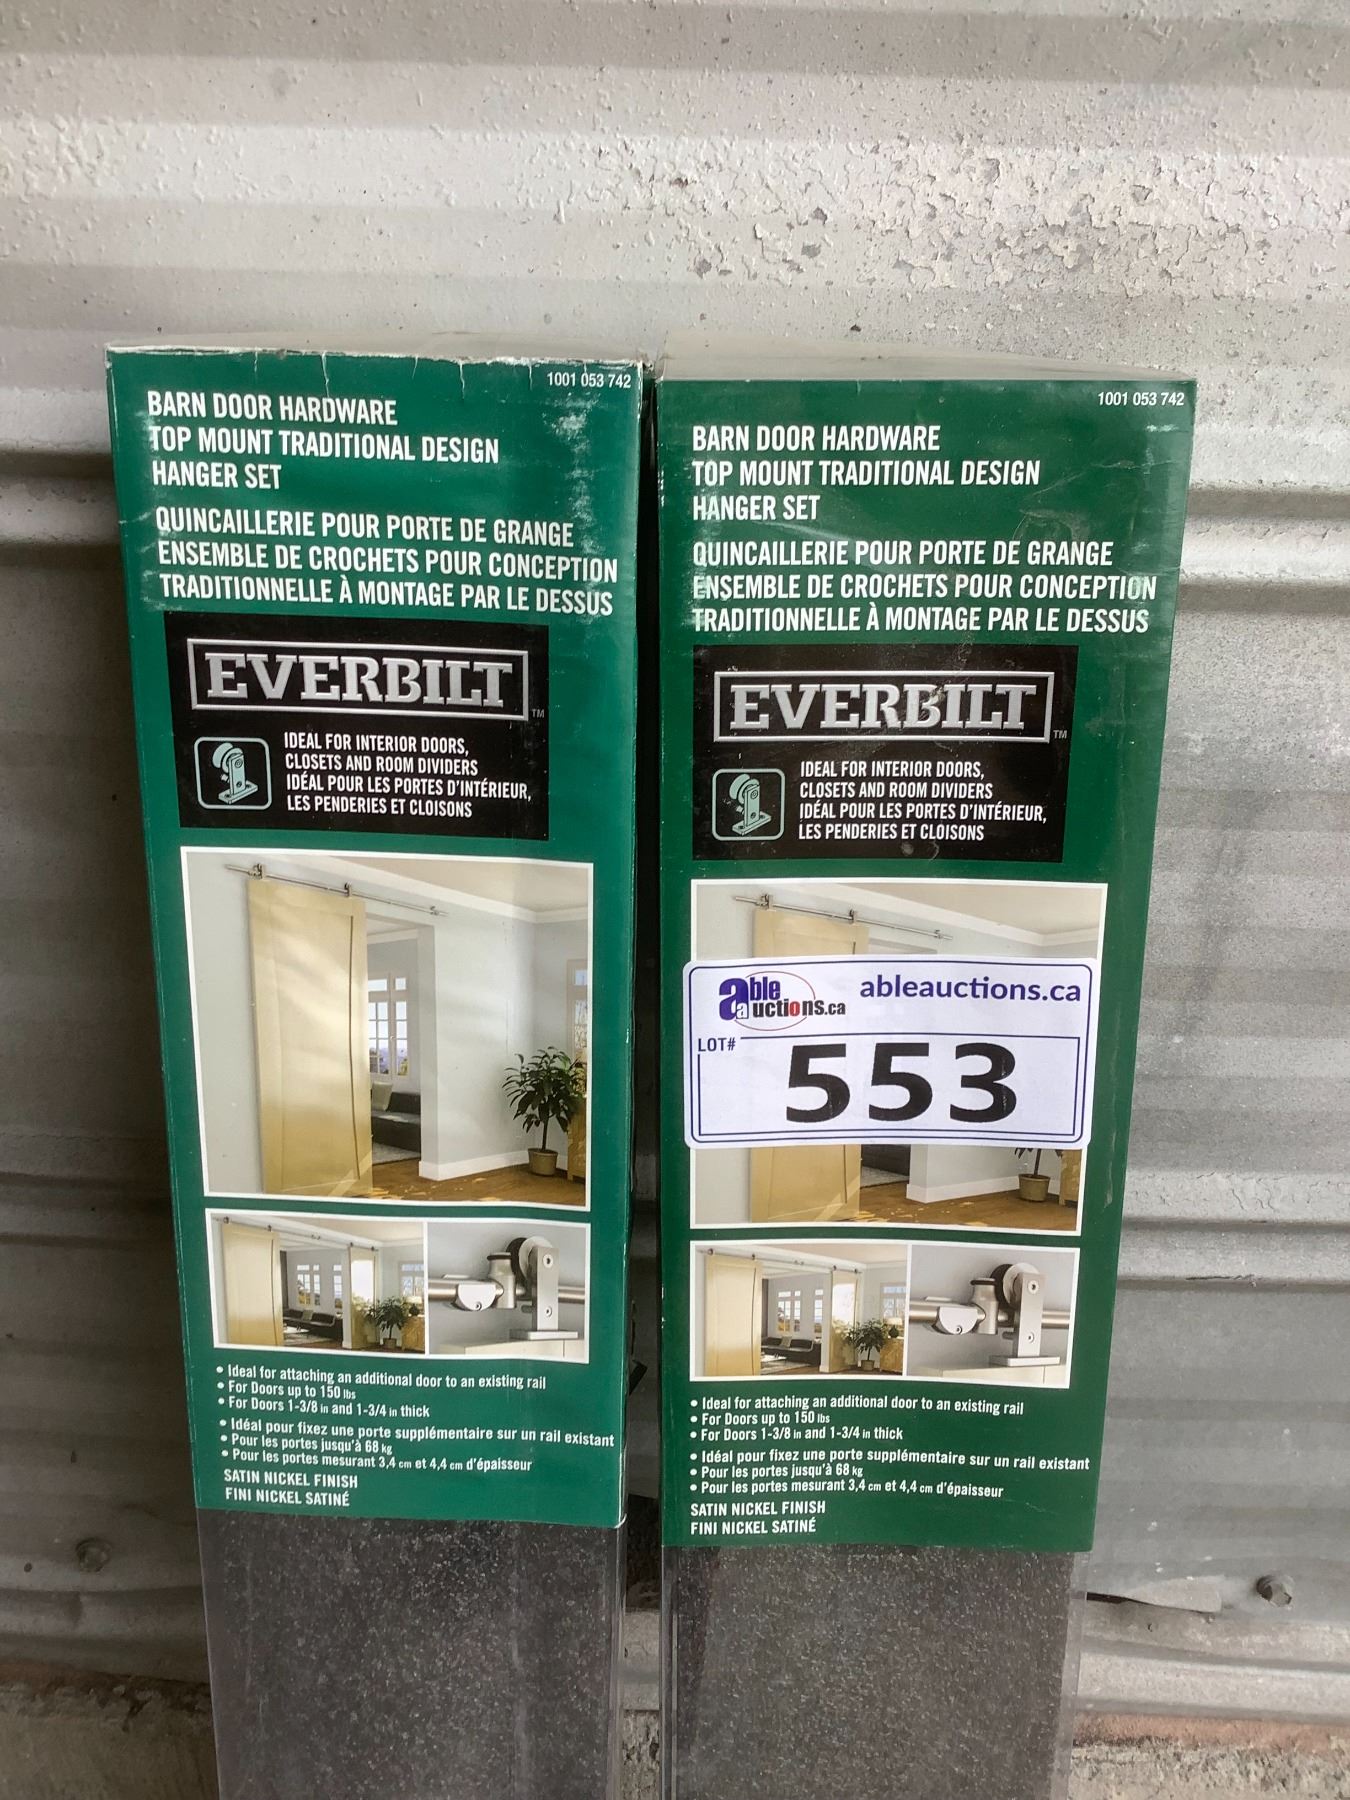 1001 053 742
BARN DOOR HARDWARE
TOP MOUNT TRADITIONAL DESIGN
HANGER SET
QUINCAILLERIE POUR PORTE DE GRANGE
ENSEMBLE DE CROCHETS POUR CONCEPTION
TRADITIONNELLE À MONTAGE PAR LE DESSUS
EVERBILT
TM
IDEAL FOR INTERIOR DOORS,
CLOSETS AND ROOM DIVIDERS
IDÉAL POUR LES PORTES D'INTÉRIEUR,
LES PENDERIES ET CLOISONS
• Ideal for attaching an additional door to an existing rail
• For Doors up to 150 lbs
• For Doors 1-3/8 in and 1-3/4 in thick
• Idéal pour fixez une porte supplémentaire sur un rail existant
• Pour les portes jusqu'à 68 kg
• Pour les portes mesurant 3,4 cm et 4,4 cm d'épaisseur
SATIN NICKEL FINISH
FINI NICKEL SATINÉ
1001 053 742
BARN DOOR HARDWARE
TOP MOUNT TRADITIONAL DESIGN
HANGER SET
QUINCAILLERIE POUR PORTE DE GRANGE
ENSEMBLE DE CROCHETS POUR CONCEPTION
TRADITIONNELLE À MONTAGE PAR LE DESSUS
EVERBILT
TM
IDEAL FOR INTERIOR DOORS,
CLOSETS AND ROOM DIVIDERS
IDÉAL POUR LES PORTES D'INTÉRIEUR,
LES PENDERIES ET CLOISONS
able auctions.ca
ableauctions.ca
LOT#
553
• Ideal for attaching an additional door to an existing rail
• For Doors up to 150 lbs
• For Doors 1-3/8 in and 1-3/4 in thick
• Idéal pour fixez une porte supplémentaire sur un rail existant
• Pour les portes jusqu'à 68 kg
• Pour les portes mesurant 3,4 cm et 4,4 cm d'épaisseur
SATIN NICKEL FINISH
FINI NICKEL SATINÉ